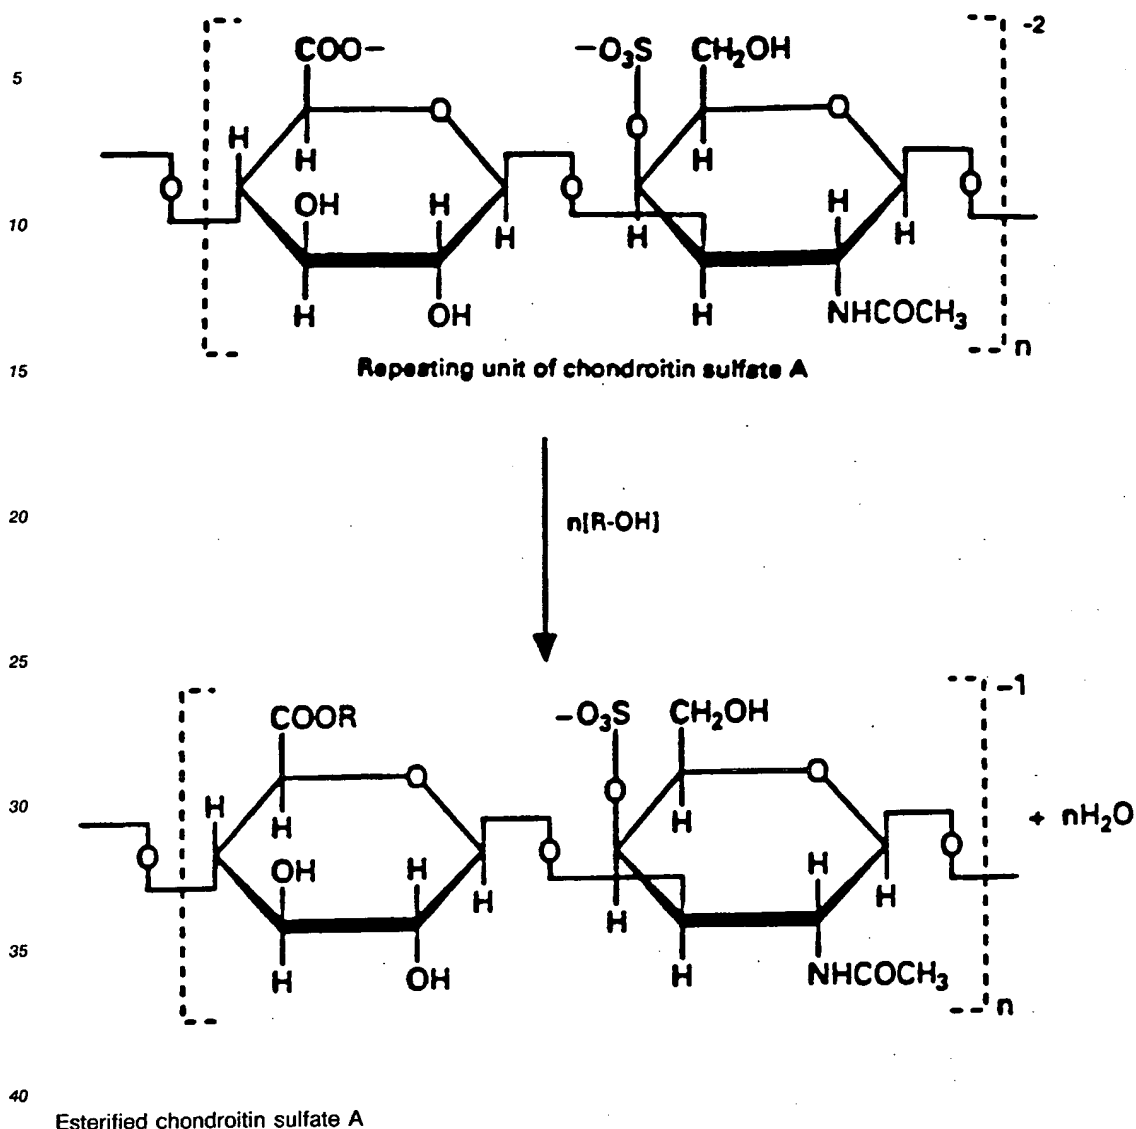 -2
COO− −O3S CH2OH
5
O O
O
H H H
O O O
OH H H
10
H H H
H OH H NHCOCH3
n
15 Repeating unit of chondroitin sulfate A
20 n[R-OH]
25
−1
COOR −O3S CH2OH
O O
O
30 H H H + nH2O
O O O
OH H H
H H H
35
H OH H NHCOCH3
n
40
Esterified chondroitin sulfate A